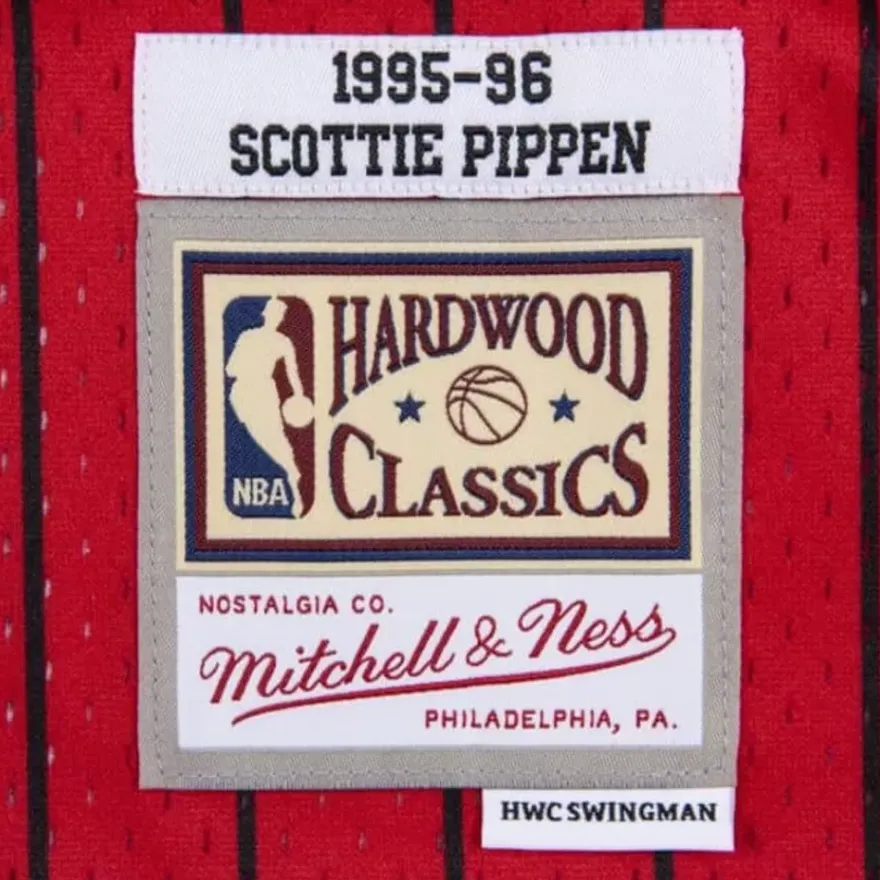 1995-96
SCOTTIE PIPPEN
HARDWOOD
CLASSICS
NBA
NOSTALGIA CO.
Mitchell & Ness
PHILADELPHIA, PA.
HWC SWINGMAN